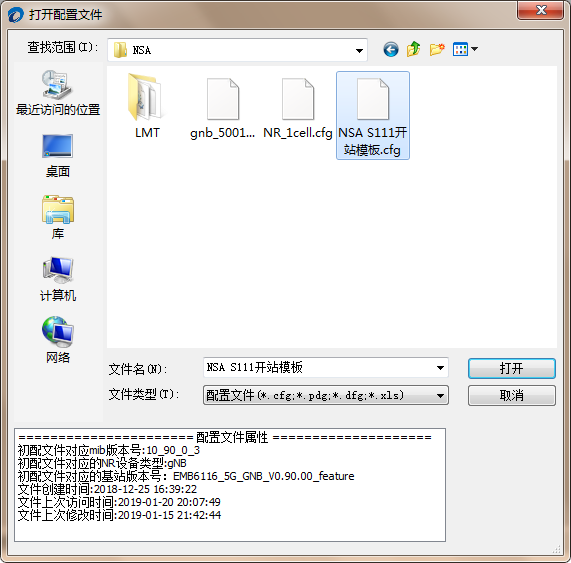 打开配置文件
查找范围(I):
NSA
最近访问的位置
桌面
库
计算机
网络
LMT
gnb_5001...
NR_1cell.cfg
NSA S111开
站模板.cfg
文件名(N):
NSA S111开站模板
打开
文件类型(T):
配置文件(*.cfg;*.pdg;*.dfg;*.xls)
取消
====================== 配置文件属性 ====================
初配文件对应mib版本号:10_90_0_3
初配文件对应的NR设备类型:gNB
初配文件对应的基站版本号: EMB6116_5G_GNB_V0.90.00_feature
文件创建时间:2018-12-25 16:39:22
文件上次访问时间:2019-01-20 20:07:49
文件上次修改时间:2019-01-15 21:42:44